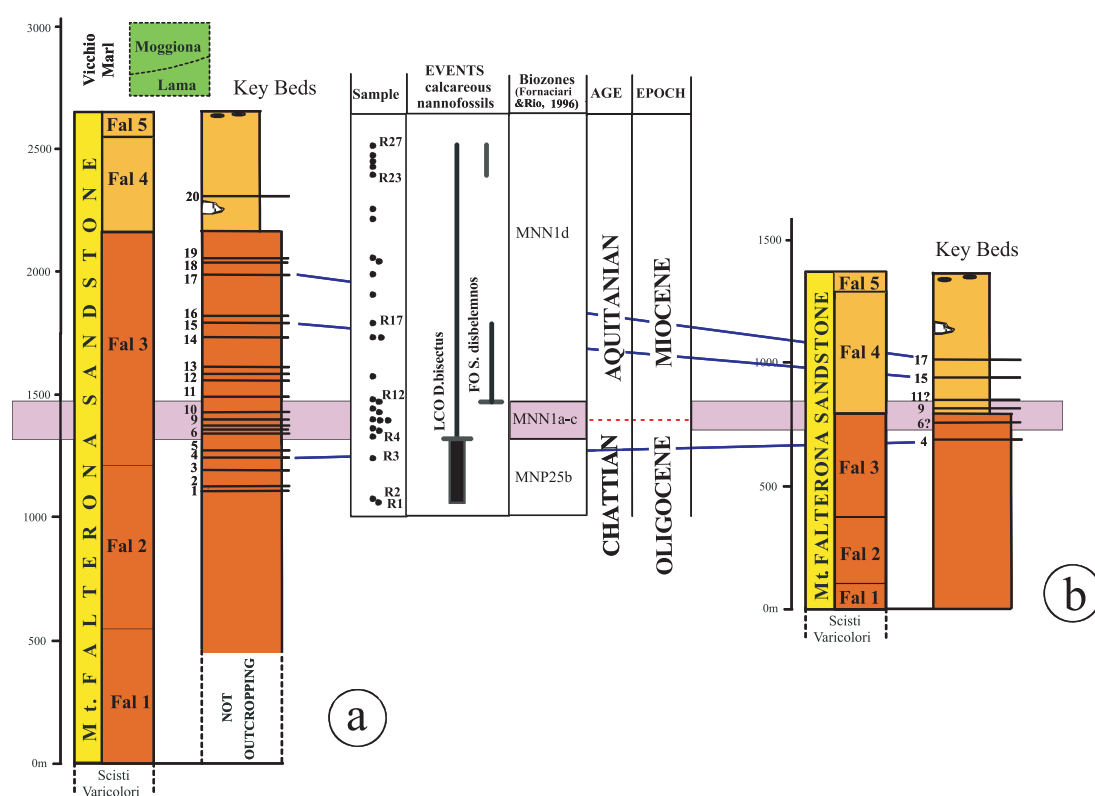 3000
2500
2000
1500
1000
500
0m
Vicchio
Marl
Moggiona
Lama
Key Beds
Mt. FALTERONA SANDSTONE
Fal 5
Fal 4
Fal 3
Fal 2
Fal 1
Scisti
Varicolori
20
19
18
17
16
15
14
13
12
11
10
9
6
5
4
3
2
1
NOT
OUTCROPPING
a
Sample
EVENTS
calcareous
nannofossils
Biozones
(Fornaciari
&Rio, 1996)
AGE
EPOCH
R27
R23
R17
R12
R4
R3
R2
R1
LCO D.bisectus
FO S. disbelemnos
MNN1d
MNN1a-c
MNP25b
AQUITANIAN
CHATTIAN
MIOCENE
OLIGOCENE
1500
1000
500
0m
Mt. FALTERONA SANDSTONE
Fal 5
Fal 4
Fal 3
Fal 2
Fal 1
Scisti
Varicolori
Key Beds
17
15
11?
9
6?
4
b